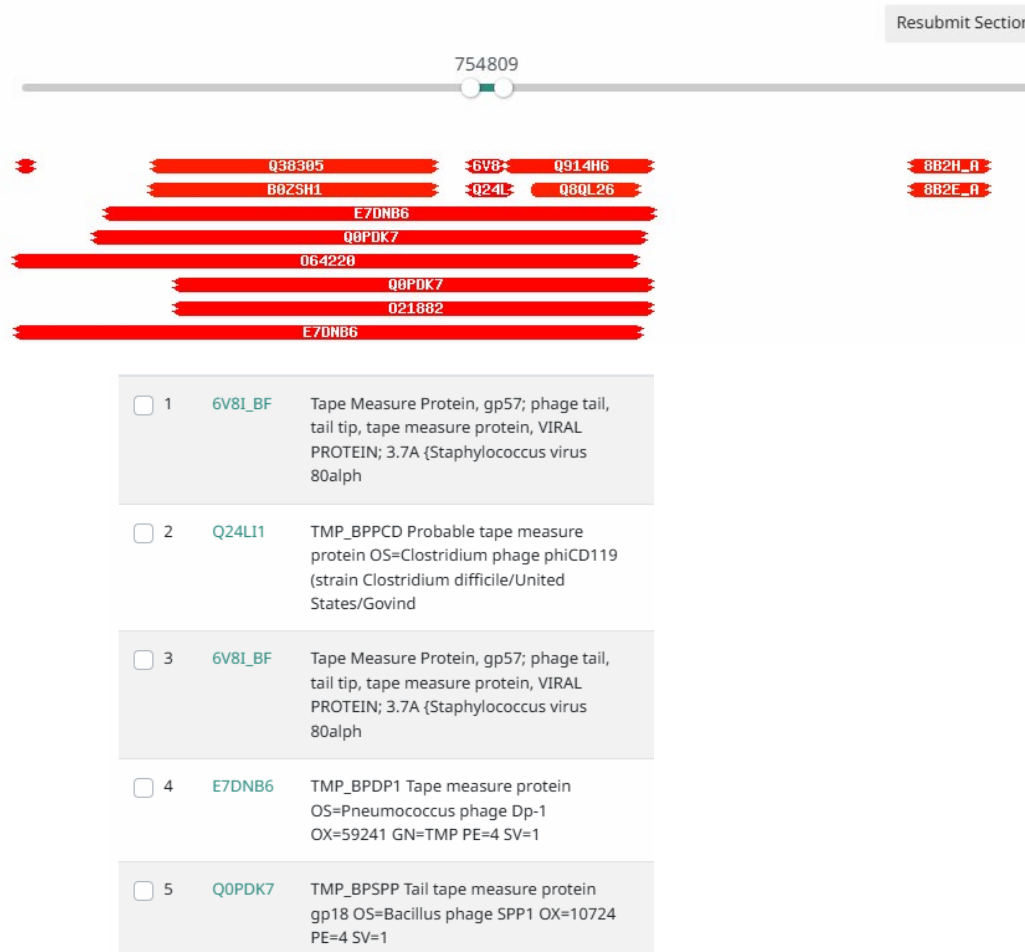 Resubmit Section
754809
Q38305
6V8
Q914H6
8B2H_A
B0ZSH1
Q24L
Q8QL26
8B2E_A
E7DNB6
Q0PDK7
O64220
Q0PDK7
O21882
E7DNB6
1 6V8I_BF Tape Measure Protein, gp57; phage tail,
tail tip, tape measure protein, VIRAL
PROTEIN; 3.7A {Staphylococcus virus
80alph
2 Q24LI1 TMP_BPPCD Probable tape measure
protein OS=Clostridium phage phiCD119
(strain Clostridium difficile/United
States/Govind
3 6V8I_BF Tape Measure Protein, gp57; phage tail,
tail tip, tape measure protein, VIRAL
PROTEIN; 3.7A {Staphylococcus virus
80alph
4 E7DNB6 TMP_BPDP1 Tape measure protein
OS=Pneumococcus phage Dp-1
OX=59241 GN=TMP PE=4 SV=1
5 Q0PDK7 TMP_BPSPP Tail tape measure protein
gp18 OS=Bacillus phage SPP1 OX=10724
PE=4 SV=1